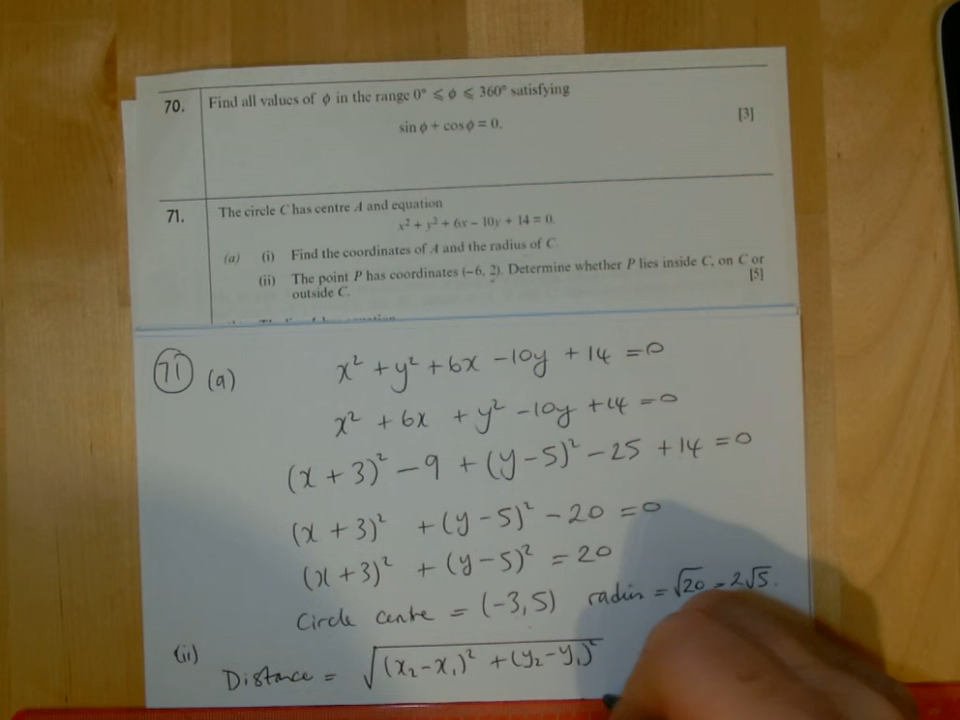 70. Find all values of ϕ in the range 0° ⩽ ϕ ⩽ 360° satisfying
sin ϕ + cos ϕ = 0.
[3]
71. The circle C has centre A and equation
x² + y² + 6x − 10y + 14 = 0.
(a) (i) Find the coordinates of A and the radius of C.
(ii) The point P has coordinates (−6, 2). Determine whether P lies inside C, on C or
outside C.
[5]
71 (a) x² + y² + 6x − 10y + 14 = 0
x² + 6x + y² − 10y + 14 = 0
(x + 3)² − 9 + (y − 5)² − 25 + 14 = 0
(x + 3)² + (y − 5)² − 20 = 0
(x + 3)² + (y − 5)² = 20
Circle centre = (−3, 5) radius = √20 = 2√5.
(ii)
Distance = √(x₂ − x₁)² + (y₂ − y₁)²